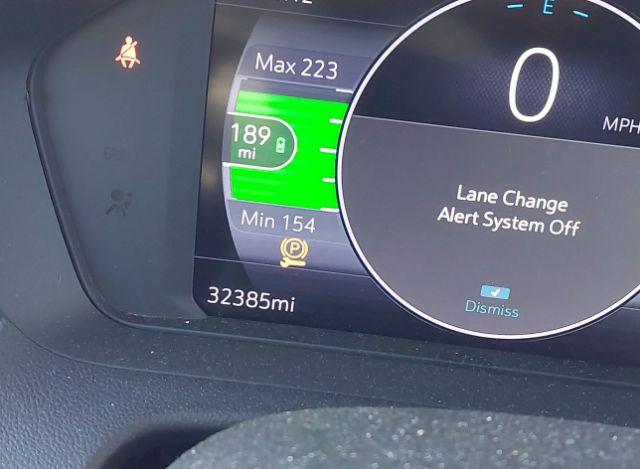 E
Max 223
0
MPH
189
mi
Lane Change
Alert System Off
Min 154
P
32385mi
Dismiss